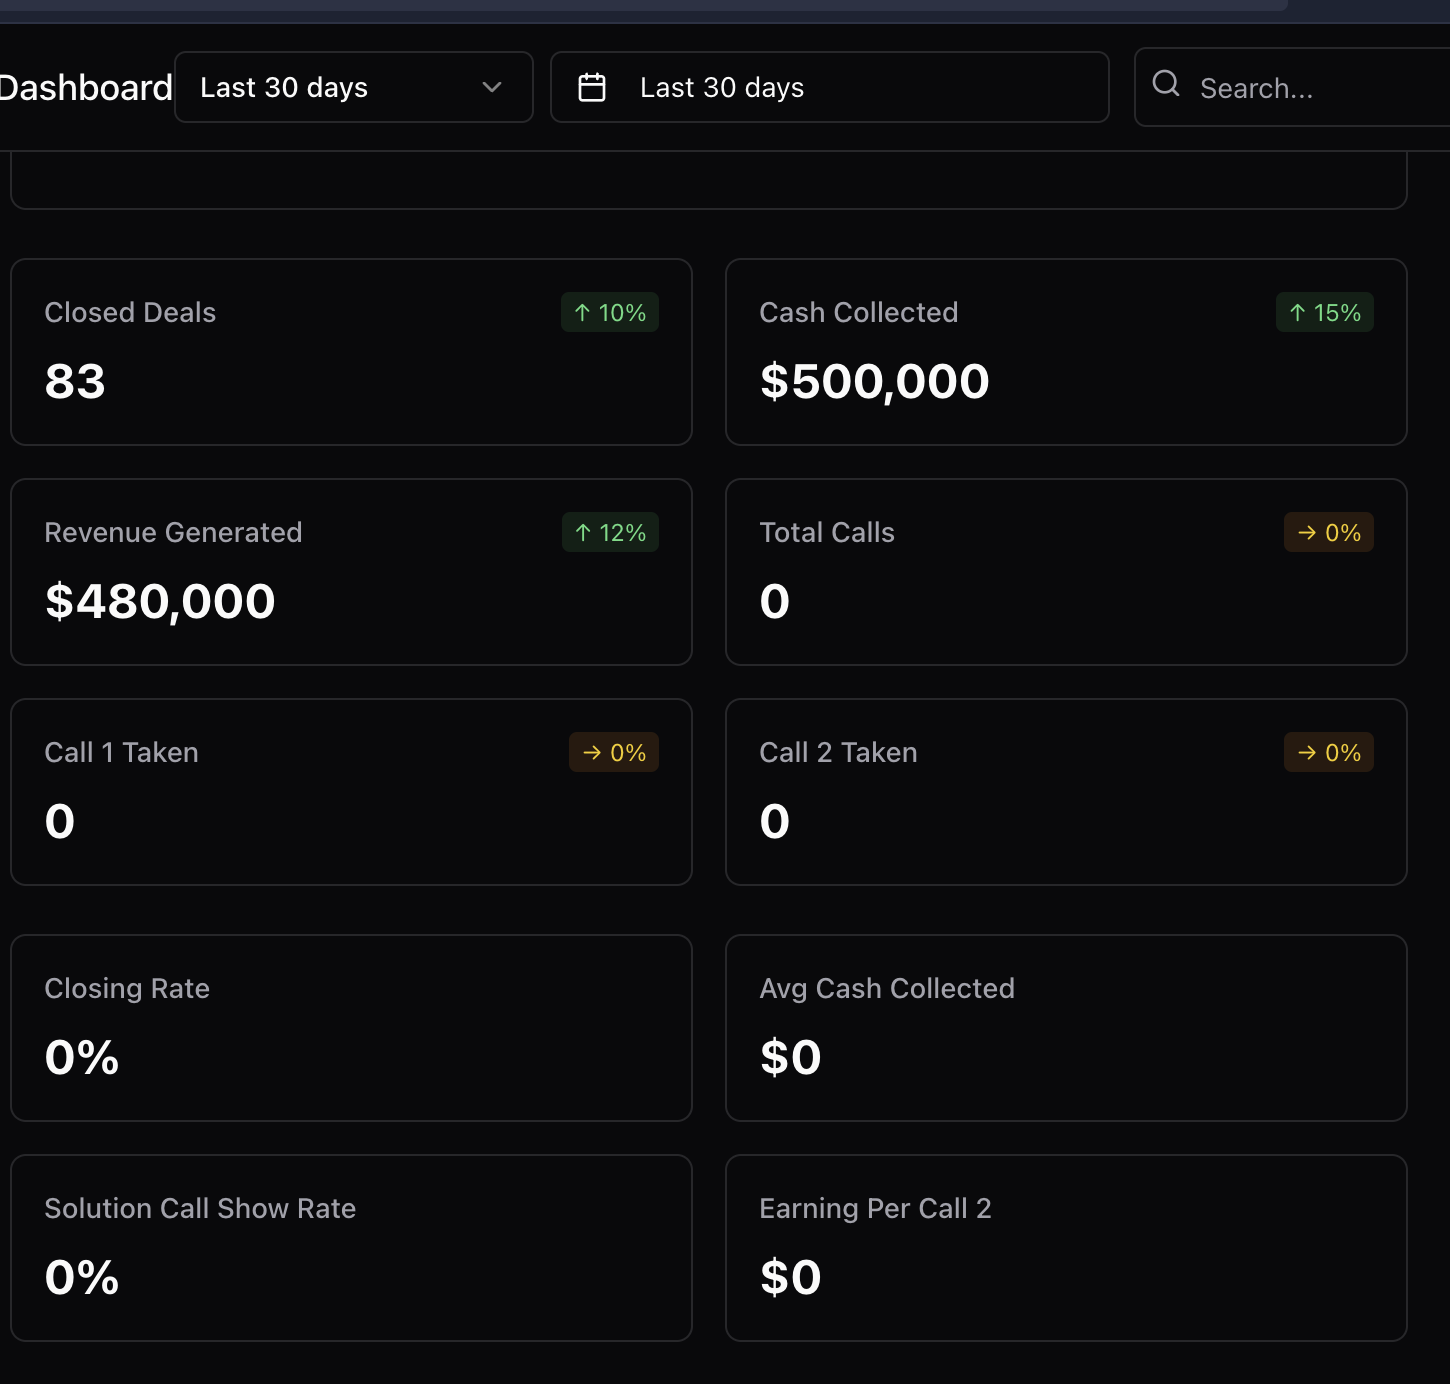 Dashboard
Last 30 days
Last 30 days
Search...
Closed Deals
↑ 10%
83
Cash Collected
↑ 15%
$500,000
Revenue Generated
↑ 12%
$480,000
Total Calls
→ 0%
0
Call 1 Taken
→ 0%
0
Call 2 Taken
→ 0%
0
Closing Rate
0%
Avg Cash Collected
$0
Solution Call Show Rate
0%
Earning Per Call 2
$0